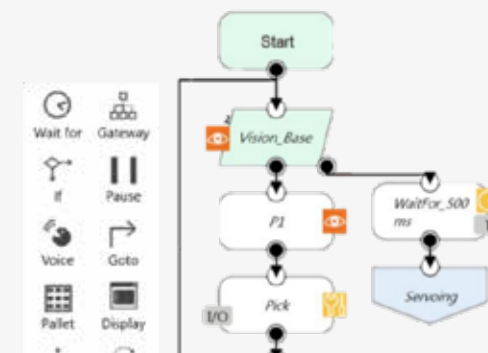 Start
Wait for
Gateway
Vision_Base
If
Pause
P1
WaitFor_500
ms
Voice
Goto
Servoing
Pick
I/O
Pallet
Display